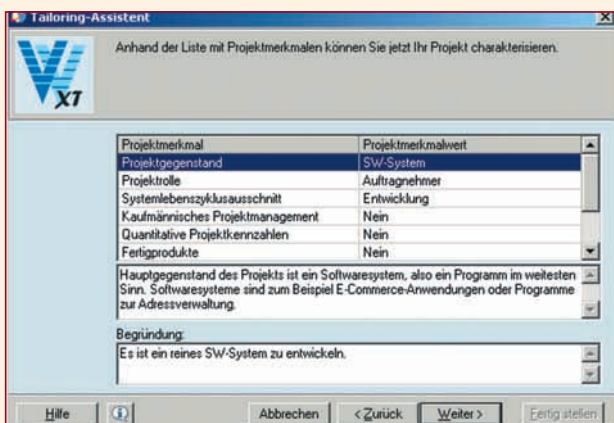 Tailoring-Assistent
Anhand der Liste mit Projektmerkmalen können Sie jetzt Ihr Projekt charakterisieren.
XT
Projektmerkmal Projektmerkmalwert
Projektgegenstand SW-System
Projektrolle Auftragnehmer
Systemlebenszyklusausschnitt Entwicklung
Kaufmännisches Projektmanagement Nein
Quantitative Projektkennzahlen Nein
Fertigprodukte Nein
Hauptgegenstand des Projekts ist ein Softwaresystem, also ein Programm im weitesten
Sinn. Softwaresysteme sind zum Beispiel E-Commerce-Anwendungen oder Programme
zur Adressverwaltung.
Begründung:
Es ist ein reines SW-System zu entwickeln.
Hilfe Abbrechen < Zurück Weiter > Fertig stellen